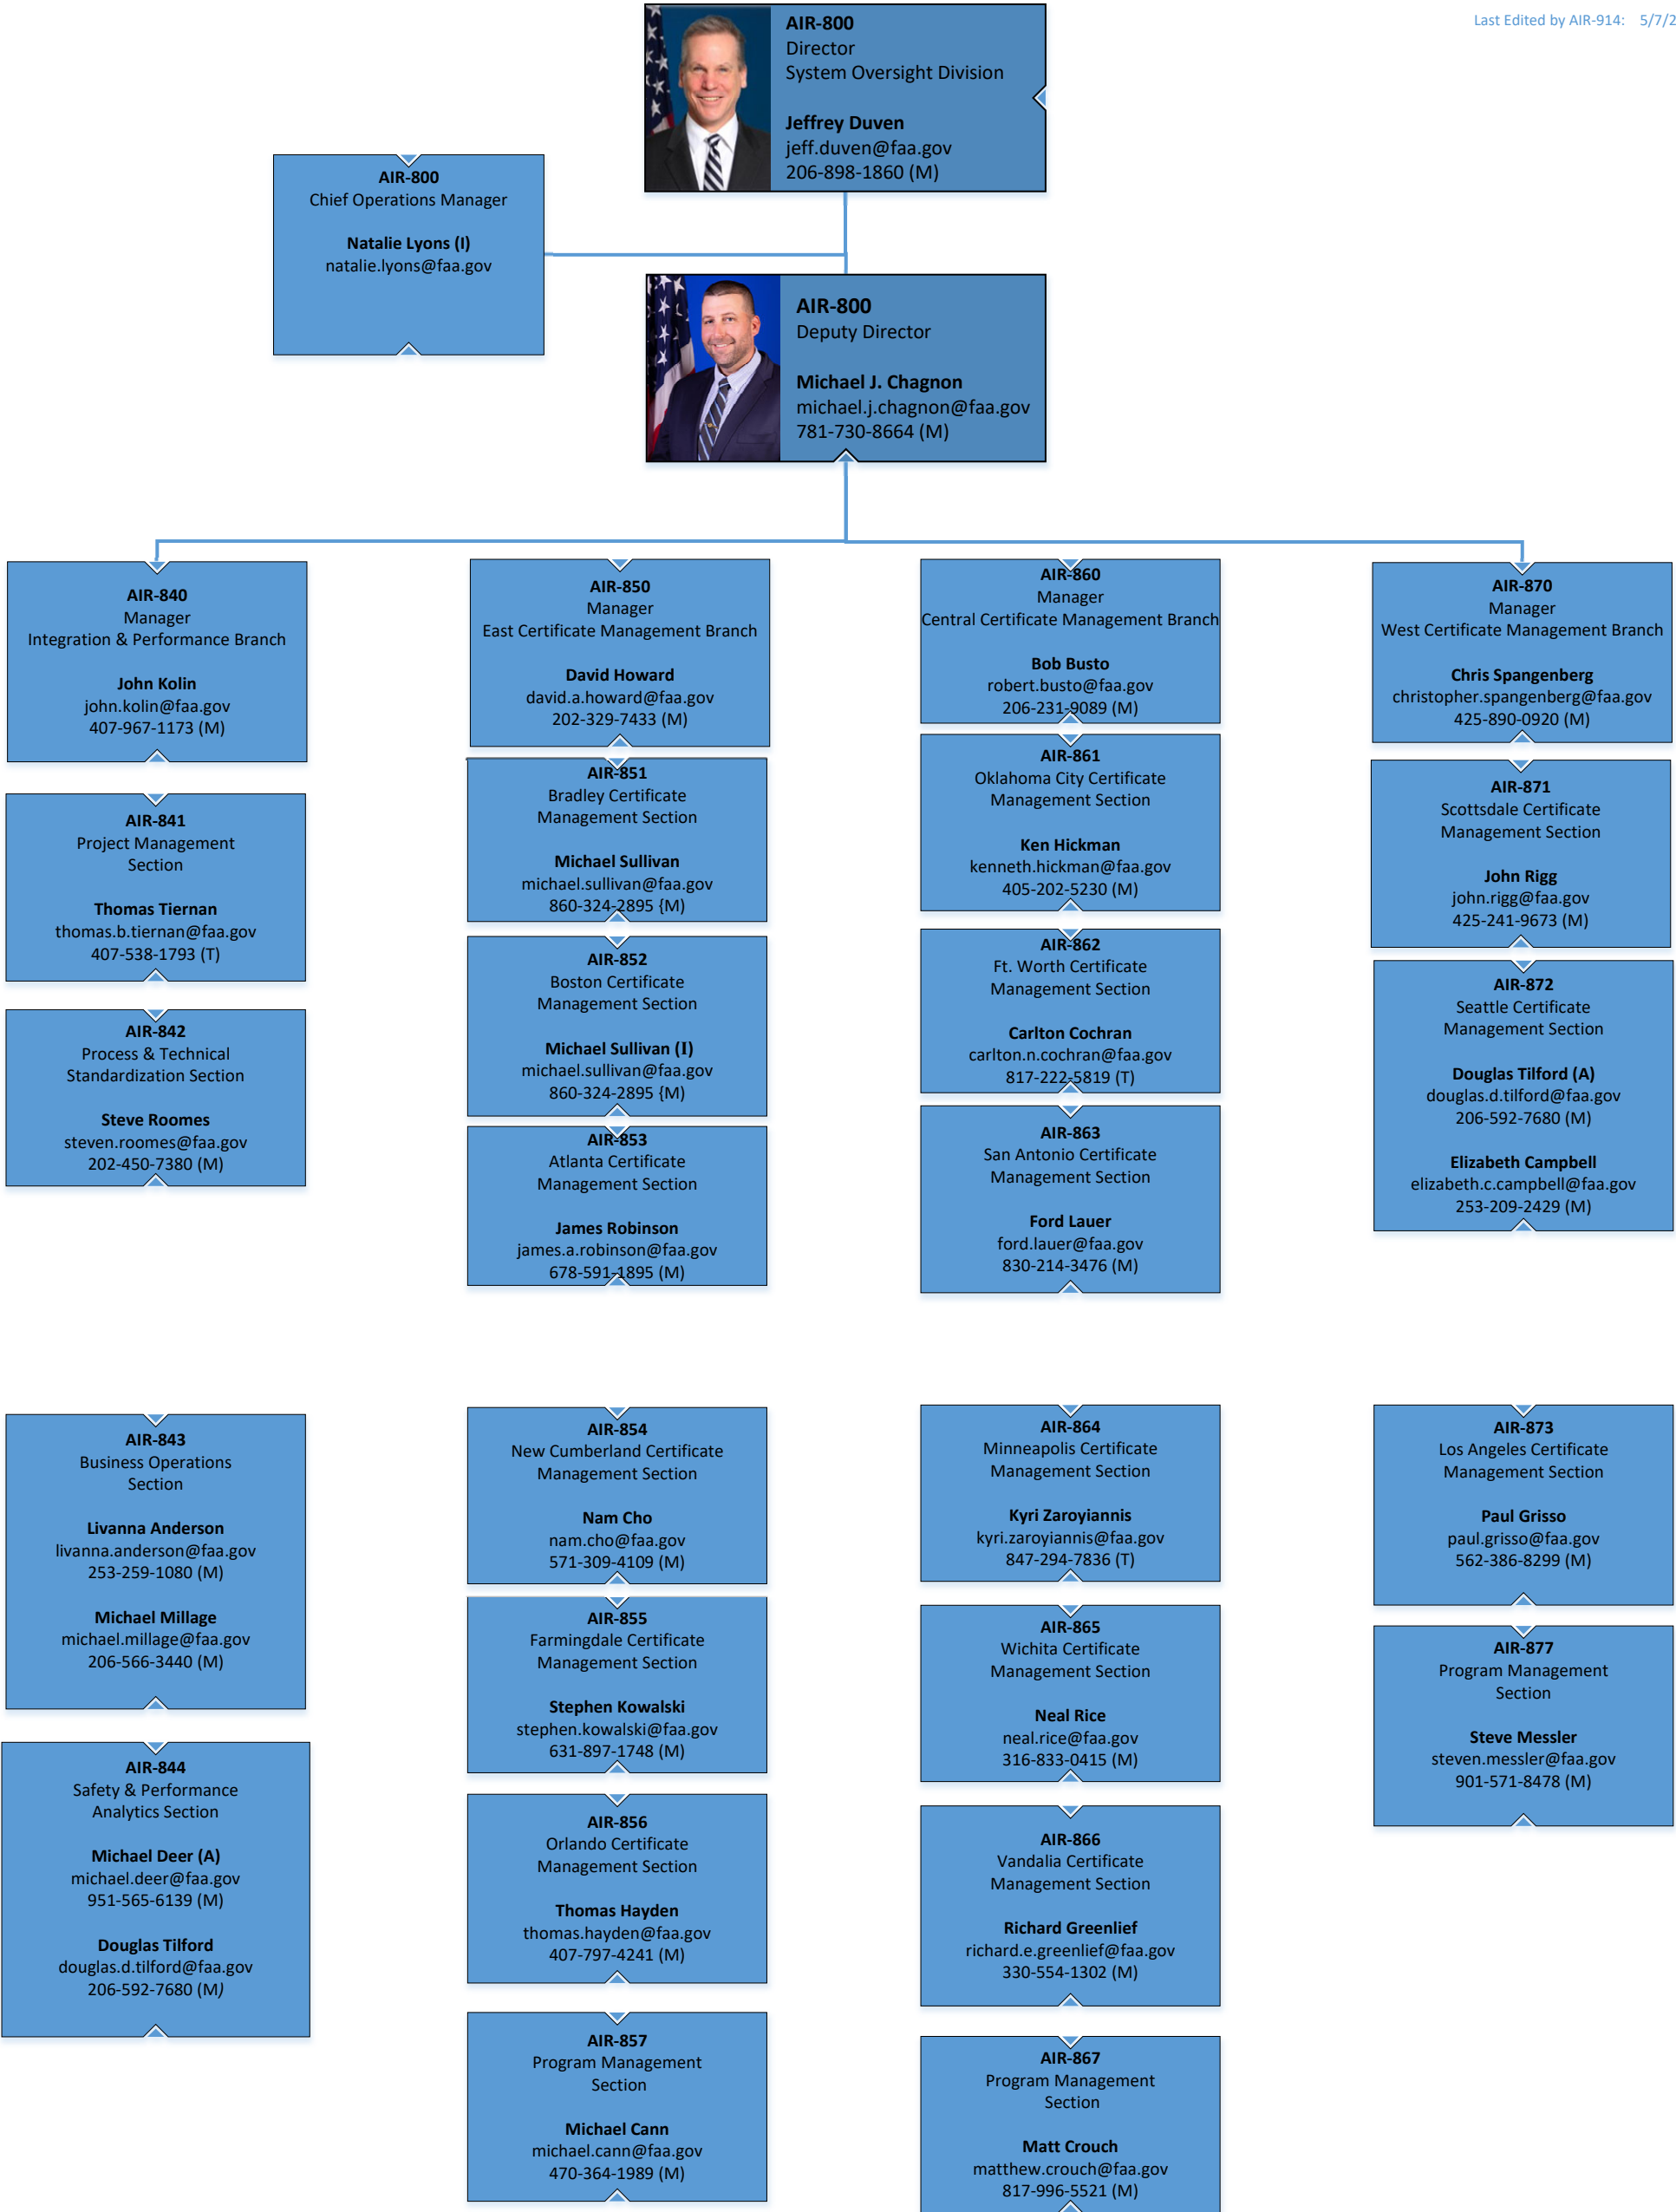 Last Edited by AIR-914: 5/7/2
AIR-800
Director
System Oversight Division
Jeffrey Duven
jeff.duven@faa.gov
206-898-1860 (M)
AIR-800
Chief Operations Manager
Natalie Lyons (I)
natalie.lyons@faa.gov
AIR-800
Deputy Director
Michael J. Chagnon
michael.j.chagnon@faa.gov
781-730-8664 (M)
AIR-840
Manager
Integration & Performance Branch
John Kolin
john.kolin@faa.gov
407-967-1173 (M)
AIR-841
Project Management
Section
Thomas Tiernan
thomas.b.tiernan@faa.gov
407-538-1793 (T)
AIR-842
Process & Technical
Standardization Section
Steve Roomes
steven.roomes@faa.gov
202-450-7380 (M)
AIR-843
Business Operations
Section
Livanna Anderson
livanna.anderson@faa.gov
253-259-1080 (M)
Michael Millage
michael.millage@faa.gov
206-566-3440 (M)
AIR-844
Safety & Performance
Analytics Section
Michael Deer (A)
michael.deer@faa.gov
951-565-6139 (M)
Douglas Tilford
douglas.d.tilford@faa.gov
206-592-7680 (M)
AIR-850
Manager
East Certificate Management Branch
David Howard
david.a.howard@faa.gov
202-329-7433 (M)
AIR-851
Bradley Certificate
Management Section
Michael Sullivan
michael.sullivan@faa.gov
860-324-2895 {M)
AIR-852
Boston Certificate
Management Section
Michael Sullivan (I)
michael.sullivan@faa.gov
860-324-2895 {M)
AIR-853
Atlanta Certificate
Management Section
James Robinson
james.a.robinson@faa.gov
678-591-1895 (M)
AIR-854
New Cumberland Certificate
Management Section
Nam Cho
nam.cho@faa.gov
571-309-4109 (M)
AIR-855
Farmingdale Certificate
Management Section
Stephen Kowalski
stephen.kowalski@faa.gov
631-897-1748 (M)
AIR-856
Orlando Certificate
Management Section
Thomas Hayden
thomas.hayden@faa.gov
407-797-4241 (M)
AIR-857
Program Management
Section
Michael Cann
michael.cann@faa.gov
470-364-1989 (M)
AIR-860
Manager
Central Certificate Management Branch
Bob Busto
robert.busto@faa.gov
206-231-9089 (M)
AIR-861
Oklahoma City Certificate
Management Section
Ken Hickman
kenneth.hickman@faa.gov
405-202-5230 (M)
AIR-862
Ft. Worth Certificate
Management Section
Carlton Cochran
carlton.n.cochran@faa.gov
817-222-5819 (T)
AIR-863
San Antonio Certificate
Management Section
Ford Lauer
ford.lauer@faa.gov
830-214-3476 (M)
AIR-864
Minneapolis Certificate
Management Section
Kyri Zaroyiannis
kyri.zaroyiannis@faa.gov
847-294-7836 (T)
AIR-865
Wichita Certificate
Management Section
Neal Rice
neal.rice@faa.gov
316-833-0415 (M)
AIR-866
Vandalia Certificate
Management Section
Richard Greenlief
richard.e.greenlief@faa.gov
330-554-1302 (M)
AIR-867
Program Management
Section
Matt Crouch
matthew.crouch@faa.gov
817-996-5521 (M)
AIR-870
Manager
West Certificate Management Branch
Chris Spangenberg
christopher.spangenberg@faa.gov
425-890-0920 (M)
AIR-871
Scottsdale Certificate
Management Section
John Rigg
john.rigg@faa.gov
425-241-9673 (M)
AIR-872
Seattle Certificate
Management Section
Douglas Tilford (A)
douglas.d.tilford@faa.gov
206-592-7680 (M)
Elizabeth Campbell
elizabeth.c.campbell@faa.gov
253-209-2429 (M)
AIR-873
Los Angeles Certificate
Management Section
Paul Grisso
paul.grisso@faa.gov
562-386-8299 (M)
AIR-877
Program Management
Section
Steve Messler
steven.messler@faa.gov
901-571-8478 (M)